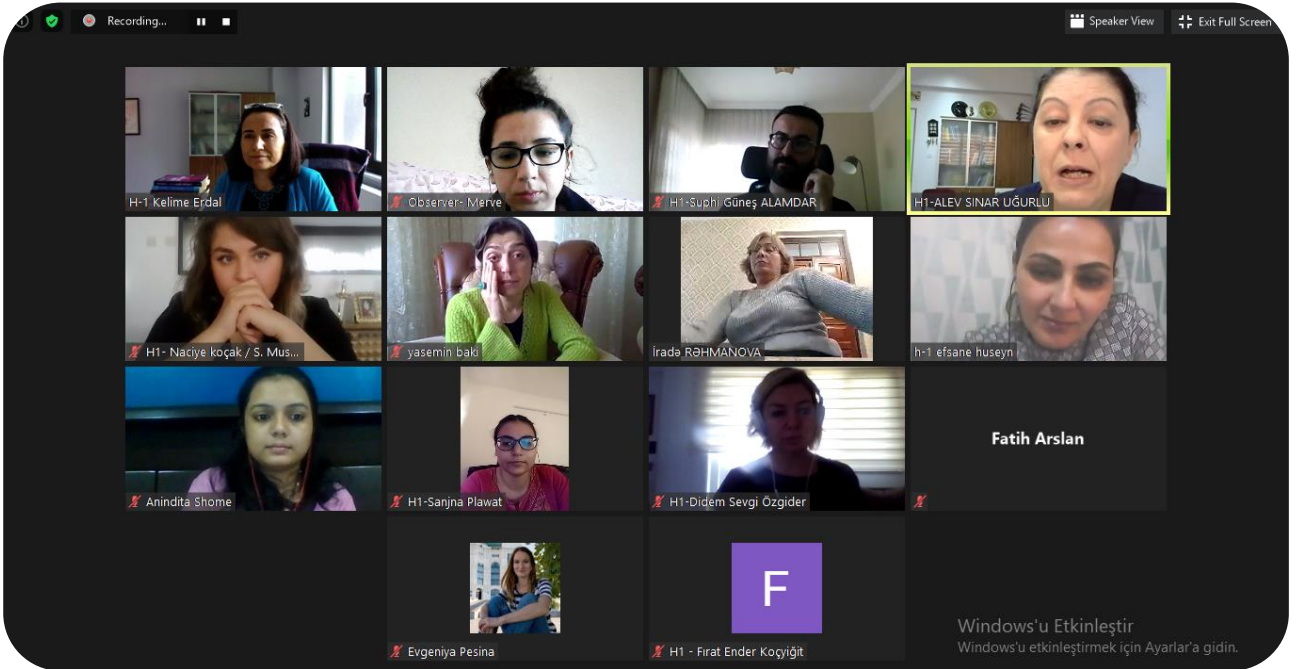 Recording...
Speaker View
Exit Full Screen
H-1 Kelime Erdal
Observer- Merve
H1-Suphi Güneş ALAMDAR
H1-ALEV SINAR UĞURLU
H1- Naciye koçak / S. Mus...
yasemin baki
İradə RƏHMANOVA
h-1 efsane huseyn
Anindita Shome
H1-Sanjna Plawat
H1-Didem Sevgi Özgider
Fatih Arslan
Evgeniya Pesina
F
H1 - Fırat Ender Koçyiğit
Windows'u Etkinleştir
Windows'u etkinleştirmek için Ayarlar'a gidin.